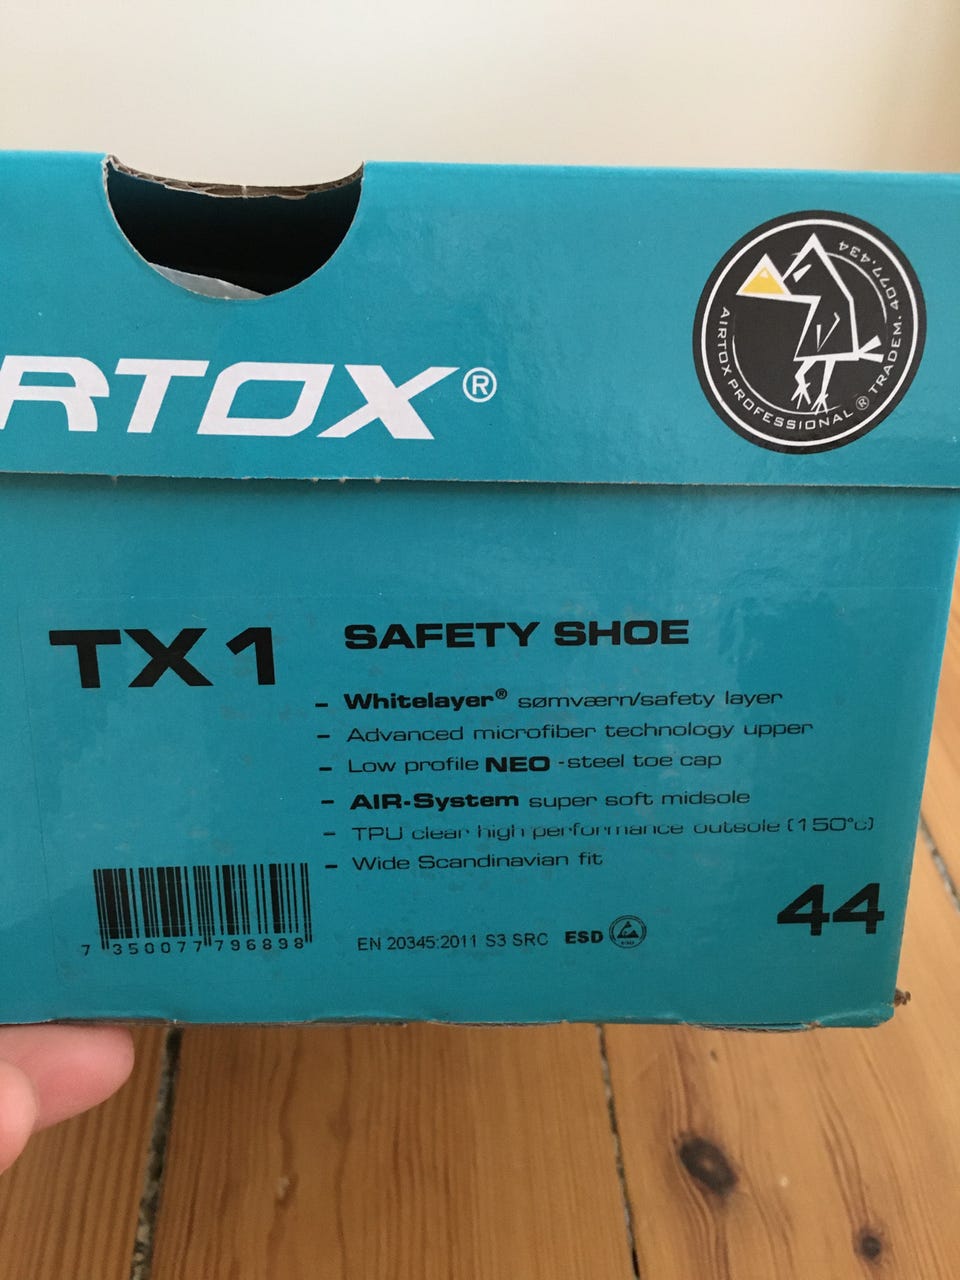 RTOX®
AIRTOX PROFESSIONAL ® TRADEM. 4077.434
TX1
SAFETY SHOE
- Whitelayer® sømværn/safety layer
- Advanced microfiber technology upper
- Low profile NEO -steel toe cap
- AIR-System super soft midsole
- TPU clear high performance outsole (150°c)
- Wide Scandinavian fit
7 350077 796898
EN 20345:2011 S3 SRC ESD
44